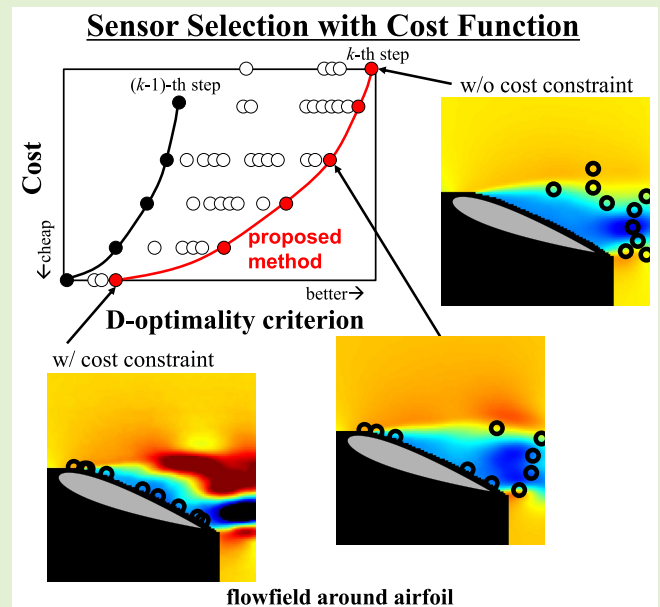 Sensor Selection with Cost Function
k-th step
(k-1)-th step
w/o cost constraint
Cost
←cheap
proposed
method
better→
D-optimality criterion
w/ cost constraint
flowfield around airfoil